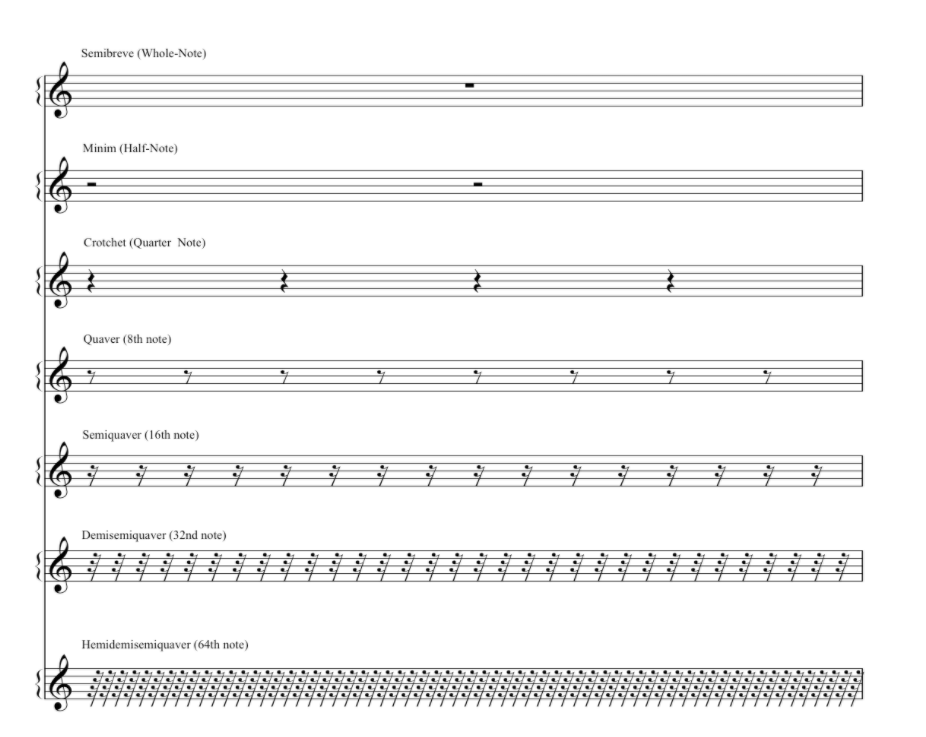 Semibreve (Whole-Note)
Minim (Half-Note)
Crotchet (Quarter Note)
Quaver (8th note)
Semiquaver (16th note)
Demisemiquaver (32nd note)
Hemidemisemiquaver (64th note)